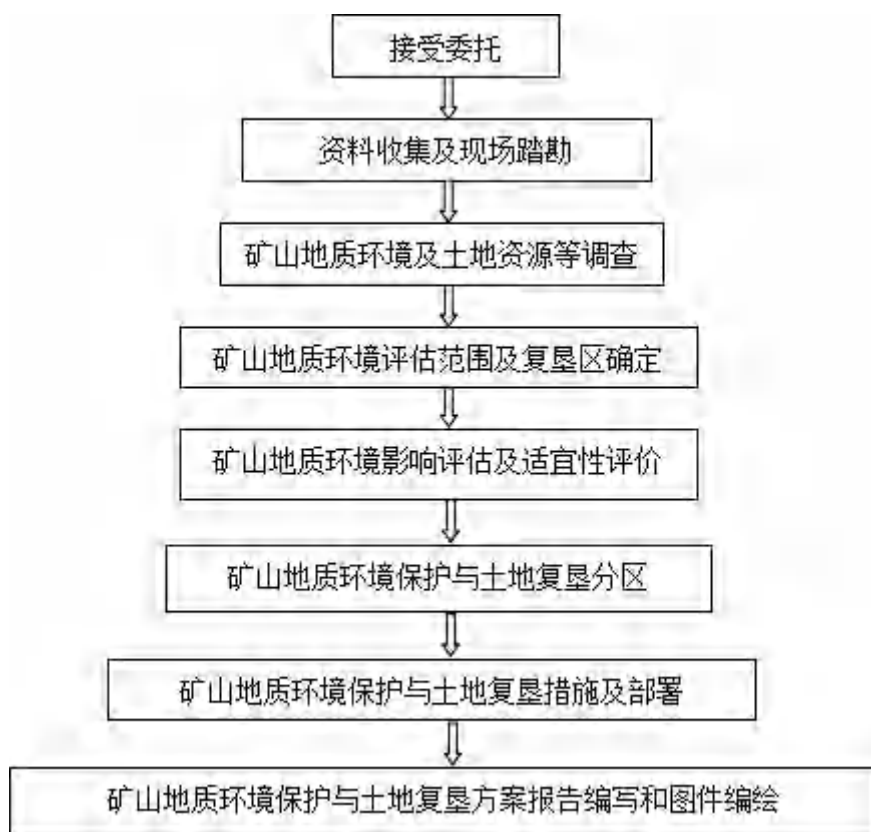 接受委托
资料收集及现场踏勘
矿山地质环境及土地资源等调查
矿山地质环境评估范围及复垦区确定
矿山地质环境影响评估及适宜性评价
矿山地质环境保护与土地复垦分区
矿山地质环境保护与土地复垦措施及部署
矿山地质环境保护与土地复垦方案报告编写和图件编绘